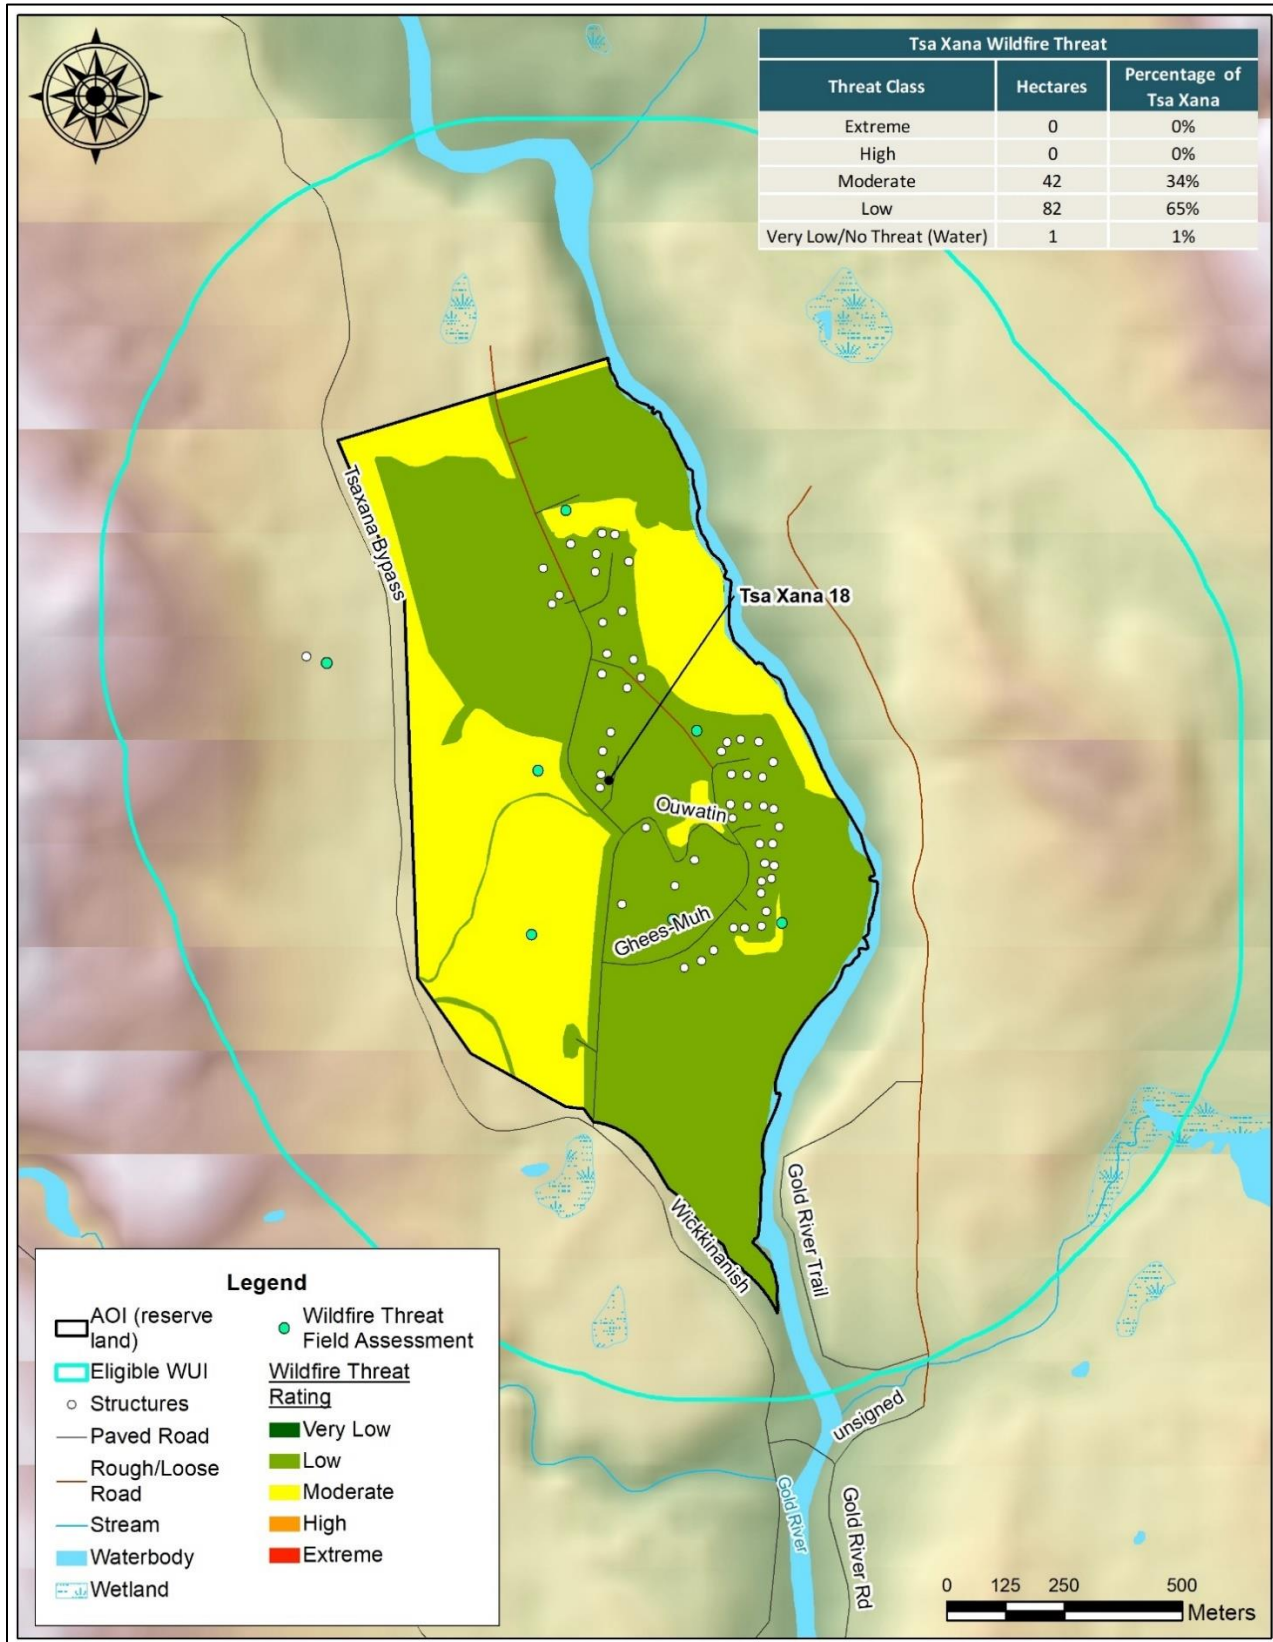 Tsa Xana Wildfire Threat
Threat Class Hectares Percentage of Tsa Xana
Extreme 0 0%
High 0 0%
Moderate 42 34%
Low 82 65%
Very Low/No Threat (Water) 1 1%
Tsaxana Bypass
Tsa Xana 18
Ouwatin
Ghees-Muh
Wickkinanish
Gold River Trail
unsigned
Gold River
Gold River Rd
Legend
AOI (reserve land)
Eligible WUI
Structures
Paved Road
Rough/Loose Road
Stream
Waterbody
Wetland
Wildfire Threat Field Assessment
Wildfire Threat Rating
Very Low
Low
Moderate
High
Extreme
0 125 250 500
Meters